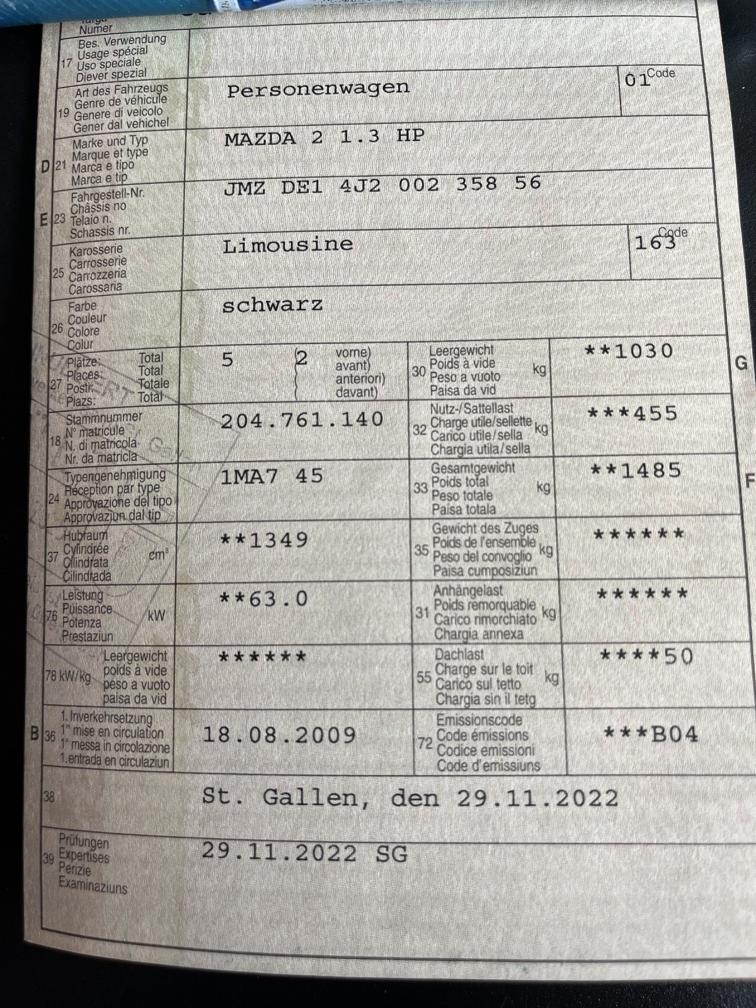 Numer
17 Bes. Verwendung
Usage spécial
Uso speciale
Diever spezial
19 Art des Fahrzeugs
Genre de véhicule
Genere di veicolo
Gener dal vehichel
Personenwagen
01 Code
D 21 Marke und Typ
Marque et type
Marca e tipo
Marca e tip
MAZDA 2 1.3 HP
E 23 Fahrgestell-Nr.
Châssis no
Telaio n.
Schassis nr.
JMZ DE1 4J2 002 358 56
25 Karosserie
Carrosserie
Carrozzeria
Carossaria
Limousine
163 Code
26 Farbe
Couleur
Colore
Colur
schwarz
27 Plätze: Total
Places: Total
Posti: Totale
Plazs: Total
5 2 vorne)
avant)
anteriori)
davant)
30 Leergewicht
Poids à vide
Peso a vuoto
Paisa da vid
kg
**1030
G
18 Stammnummer
N° matricule
N. di matricola
Nr. da matricla
204.761.140
32 Nutz-/Sattellast
Charge utile/sellette
Carico utile/sella
Chargia utila/sella
kg
***455
24 Typengenehmigung
Réception par type
Approvazione del tipo
Approvaziun dal tip
1MA7 45
33 Gesamtgewicht
Poids total
Peso totale
Paisa totala
kg
**1485
F
37 Hubraum
Cylindrée
Cilindrata
Cilindrada
cm³
**1349
35 Gewicht des Zuges
Poids de l'ensemble
Peso del convoglio
Paisa cumposiziun
kg
******
76 Leistung
Puissance
Potenza
Prestaziun
kW
**63.0
31 Anhängelast
Poids remorquable
Carico rimorchiato
Chargia annexa
kg
******
78 kW/kg Leergewicht
poids à vide
peso a vuoto
paisa da vid
******
55 Dachlast
Charge sur le toit
Carico sul tetto
Chargia sin il tetg
kg
****50
B 36 1. Inverkehrsetzung
1re mise en circulation
1a messa in circolazione
1. entrada en circulaziun
18.08.2009
72 Emissionscode
Code émissions
Codice emissioni
Code d'emissiuns
***B04
38 St. Gallen, den 29.11.2022
39 Prüfungen
Expertises
Perizie
Examinaziuns
29.11.2022 SG